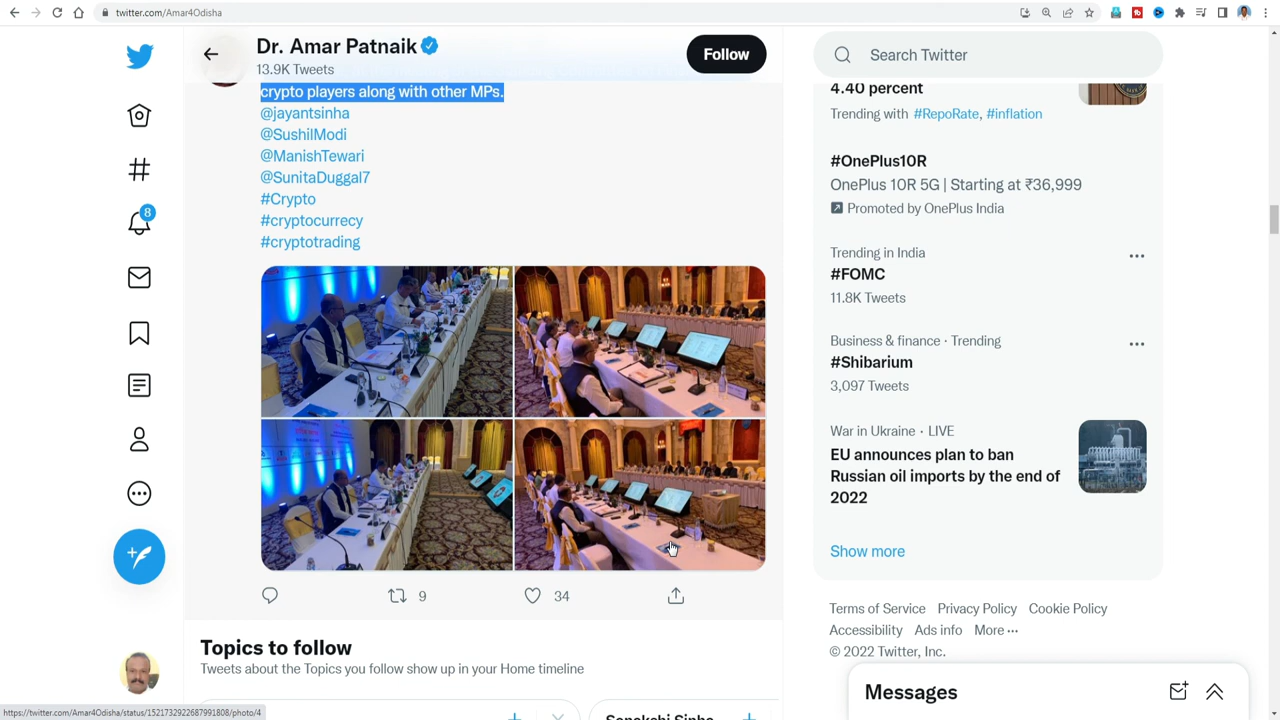 twitter.com/Amar4Odisha
Dr. Amar Patnaik
13.9K Tweets
Follow
crypto players along with other MPs.
@jayantsinha
@SushilModi
@ManishTewari
@SunitaDuggal7
#Crypto
#cryptocurrecy
#cryptotrading
9
34
Topics to follow
Tweets about the Topics you follow show up in your Home timeline
8
Search Twitter
4.40 percent
Trending with #RepoRate, #inflation
#OnePlus10R
OnePlus 10R 5G | Starting at ₹36,999
Promoted by OnePlus India
Trending in India
#FOMC
11.8K Tweets
Business & finance · Trending
#Shibarium
3,097 Tweets
War in Ukraine · LIVE
EU announces plan to ban
Russian oil imports by the end of
2022
Show more
Terms of Service Privacy Policy Cookie Policy
Accessibility Ads info More ···
© 2022 Twitter, Inc.
Messages
https://twitter.com/Amar4Odisha/status/1521732922687991808/photo/4